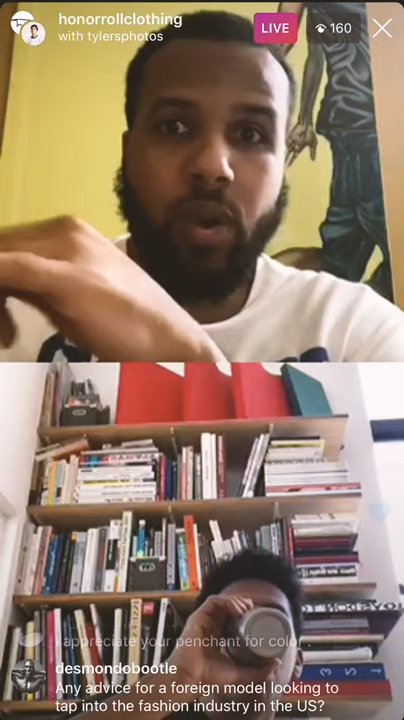 honorrollclothing
with tylersphotos
LIVE
160
appreciate your penchant for color .
desmondobootle
Any advice for a foreign model looking to
tap into the fashion industry in the US?